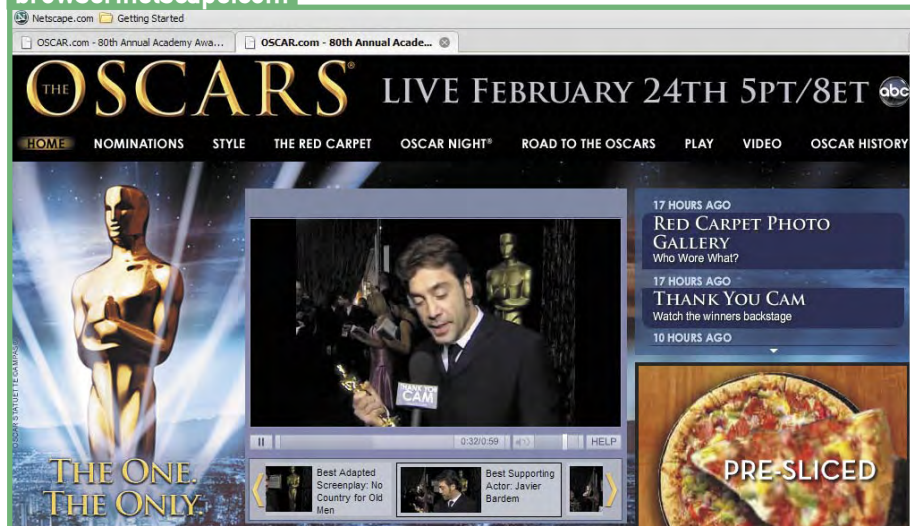 browser.netscape.com
Netscape.com Getting Started
OSCAR.com - 80th Annual Academy Awa... OSCAR.com - 80th Annual Acade...
THE OSCARS® LIVE FEBRUARY 24TH 5PT/8ET abc
HOME NOMINATIONS STYLE THE RED CARPET OSCAR NIGHT® ROAD TO THE OSCARS PLAY VIDEO OSCAR HISTORY
17 HOURS AGO
RED CARPET PHOTO
GALLERY
Who Wore What?
17 HOURS AGO
THANK YOU CAM
Watch the winners backstage
10 HOURS AGO
THANK YOU
CAM
0:32/0:59 HELP
Best Adapted
Screenplay: No
Country for Old
Men
Best Supporting
Actor: Javier
Bardem
THE ONE.
THE ONLY.
PRE-SLICED